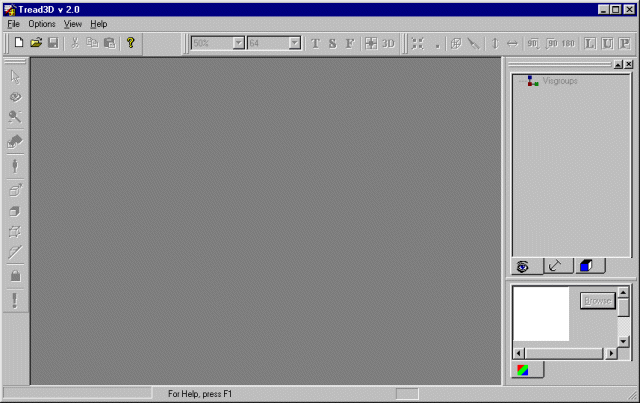 Tread3D v 2.0
File Options View Help
50% 64 T S F 3D 90 90 180 L U P
Visgroups
Browse
For Help, press F1